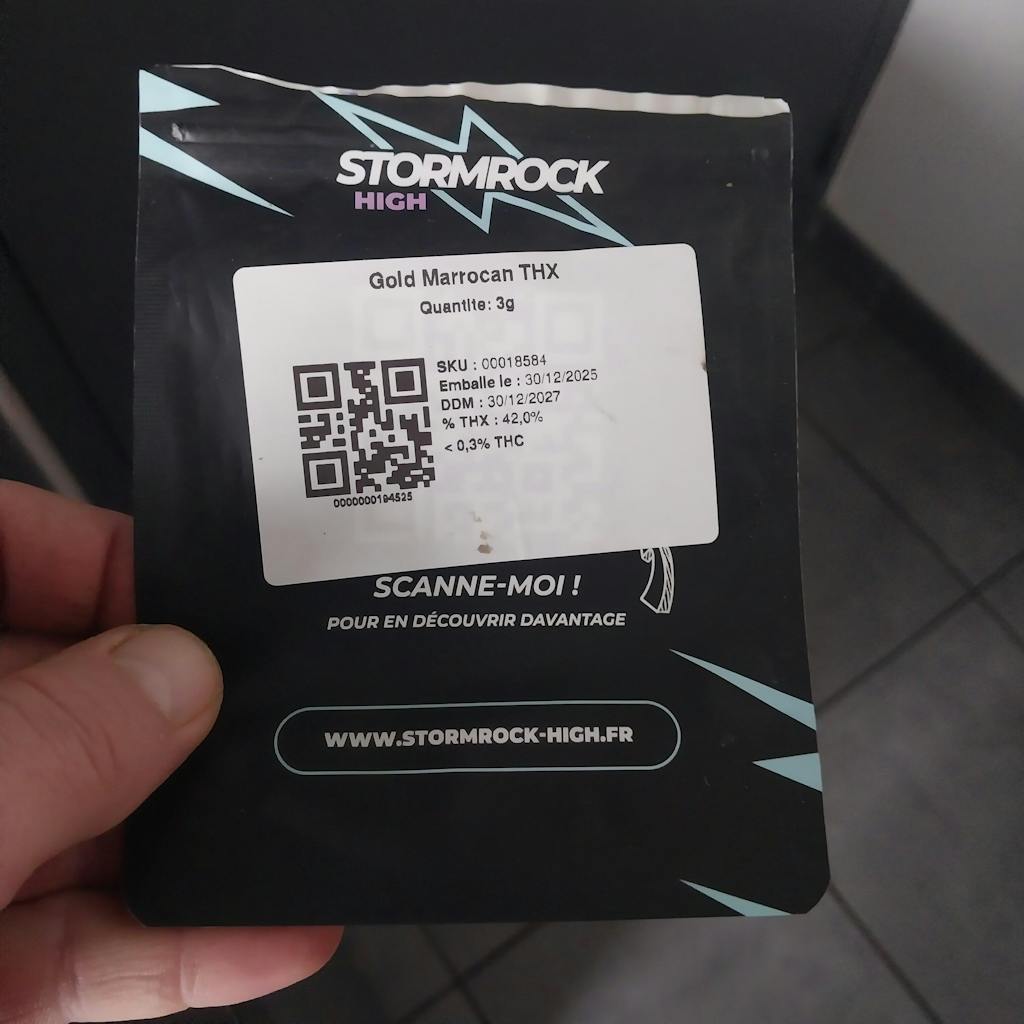 STORMROCK
HIGH
Gold Marrocan THX
Quantite: 3g
SKU : 00018584
Emballe le : 30/12/2025
DDM : 30/12/2027
% THX : 42,0%
< 0,3% THC
0000000194525
SCANNE-MOI !
POUR EN DÉCOUVRIR DAVANTAGE
WWW.STORMROCK-HIGH.FR